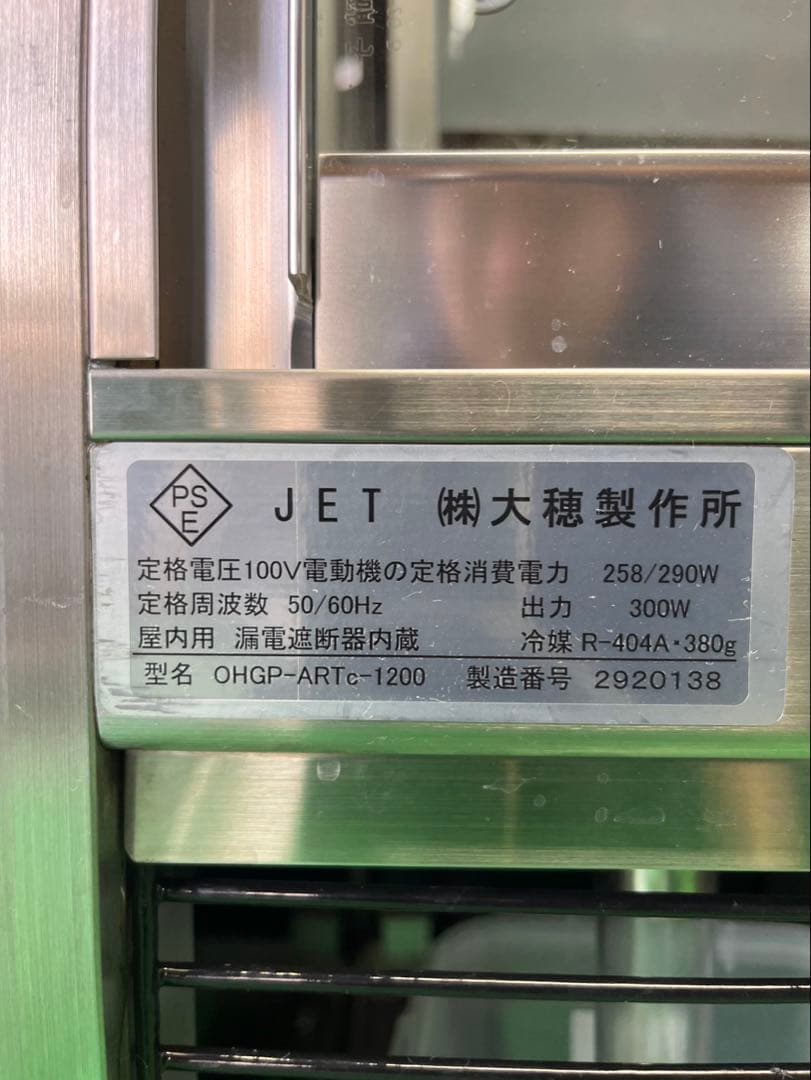 PS
E
JET ㈱大穂製作所
定格電圧100V電動機の定格消費電力 258/290W
定格周波数 50/60Hz 出力 300W
屋内用 漏電遮断器内蔵 冷媒 R-404A・380g
型名 OHGP-ARTc-1200 製造番号 2920138